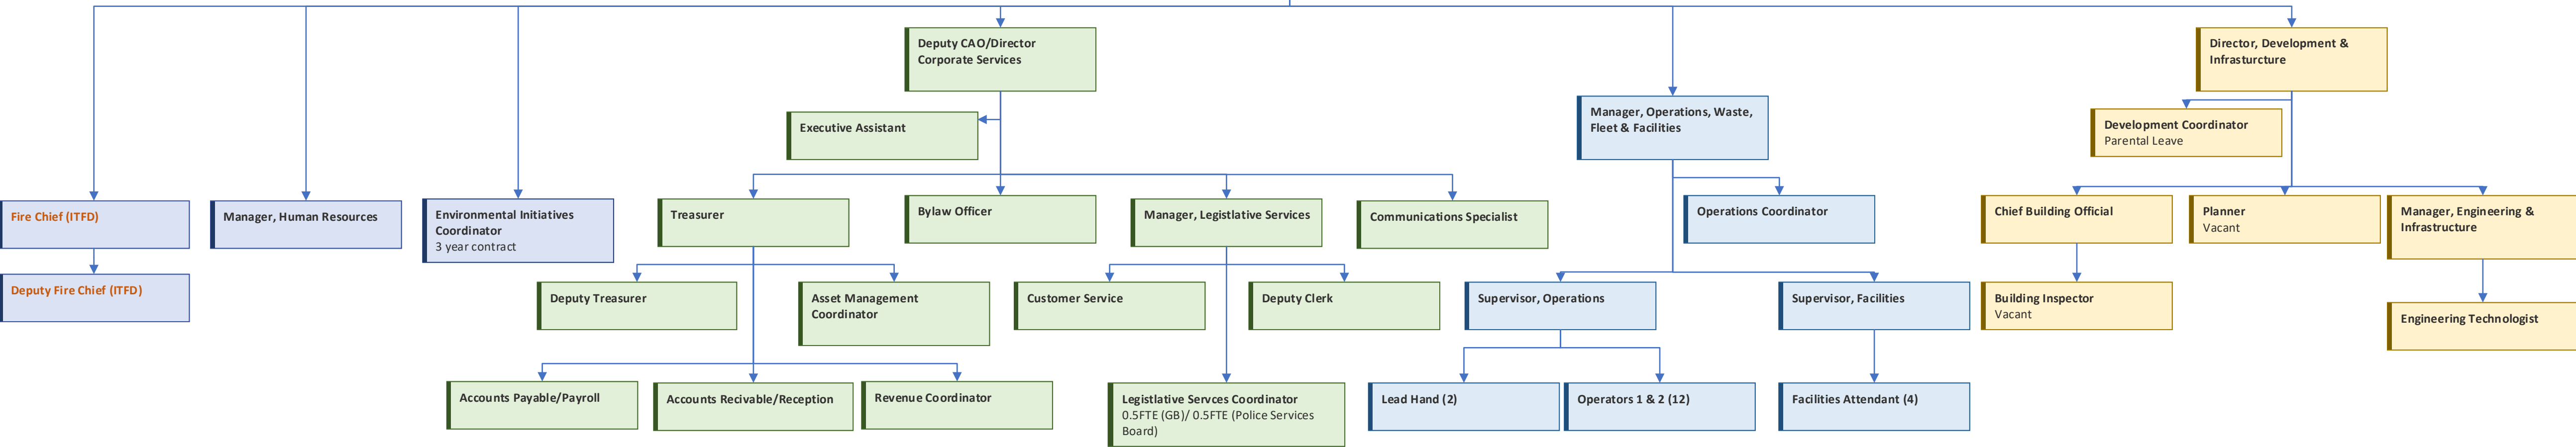 Deputy CAO/Director
Corporate Services
Director, Development &
Infrasturcture
Manager, Operations, Waste,
Fleet & Facilities
Executive Assistant
Development Coordinator
Parental Leave
Fire Chief (ITFD)
Manager, Human Resources
Environmental Initiatives
Coordinator
3 year contract
Treasurer
Bylaw Officer
Manager, Legistlative Services
Communications Specialist
Operations Coordinator
Chief Building Official
Planner
Vacant
Manager, Engineering &
Infrastructure
Deputy Fire Chief (ITFD)
Deputy Treasurer
Asset Management
Coordinator
Customer Service
Deputy Clerk
Supervisor, Operations
Supervisor, Facilities
Building Inspector
Vacant
Engineering Technologist
Accounts Payable/Payroll
Accounts Recivable/Reception
Revenue Coordinator
Legistlative Servces Coordinator
0.5FTE (GB)/ 0.5FTE (Police Services
Board)
Lead Hand (2)
Operators 1 & 2 (12)
Facilities Attendant (4)